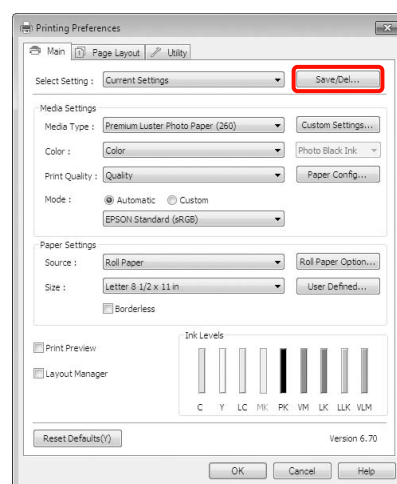 Printing Preferences
Main Page Layout Utility
Select Setting : Current Settings Save/Del...
Media Settings
Media Type : Premium Luster Photo Paper (260) Custom Settings...
Color : Color Photo Black Ink
Print Quality : Quality Paper Config...
Mode : Automatic Custom
EPSON Standard (sRGB)
Paper Settings
Source : Roll Paper Roll Paper Option...
Size : Letter 8 1/2 x 11 in User Defined...
Borderless
Ink Levels
Print Preview
Layout Manager
C Y LC MK PK VM LK LLK VLM
Reset Defaults(Y) Version 6.70
OK Cancel Help